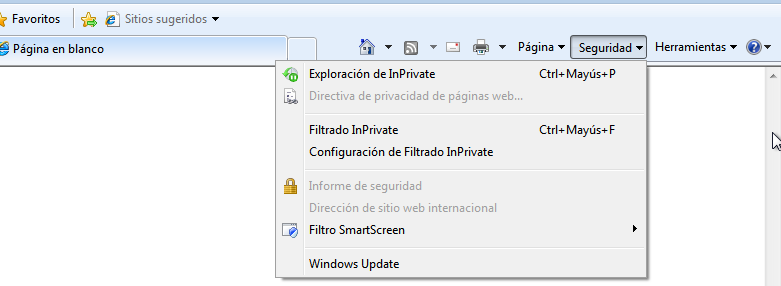 Favoritos Sitios sugeridos
Página en blanco Página Seguridad Herramientas
Exploración de InPrivate Ctrl+Mayús+P
Directiva de privacidad de páginas web...
Filtrado InPrivate Ctrl+Mayús+F
Configuración de Filtrado InPrivate
Informe de seguridad
Dirección de sitio web internacional
Filtro SmartScreen
Windows Update